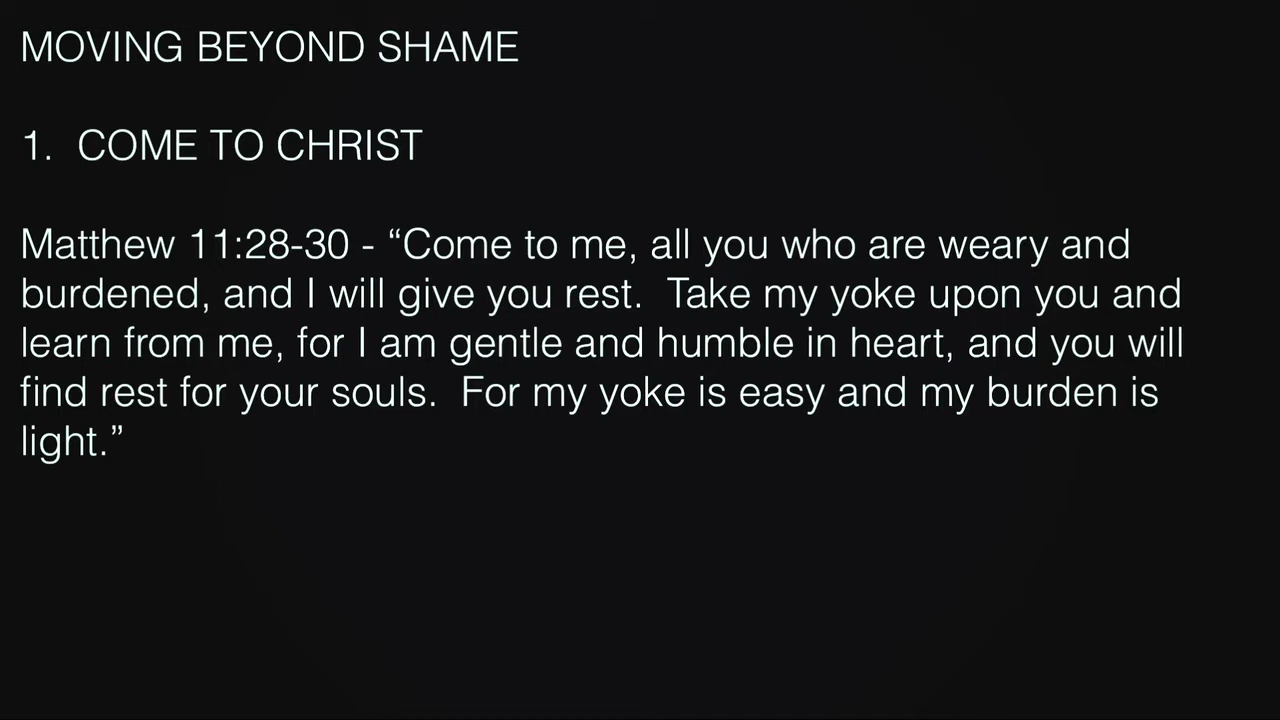 MOVING BEYOND SHAME
1.  COME TO CHRIST
Matthew 11:28-30 - “Come to me, all you who are weary and
burdened, and I will give you rest.  Take my yoke upon you and
learn from me, for I am gentle and humble in heart, and you will
find rest for your souls.  For my yoke is easy and my burden is
light.”